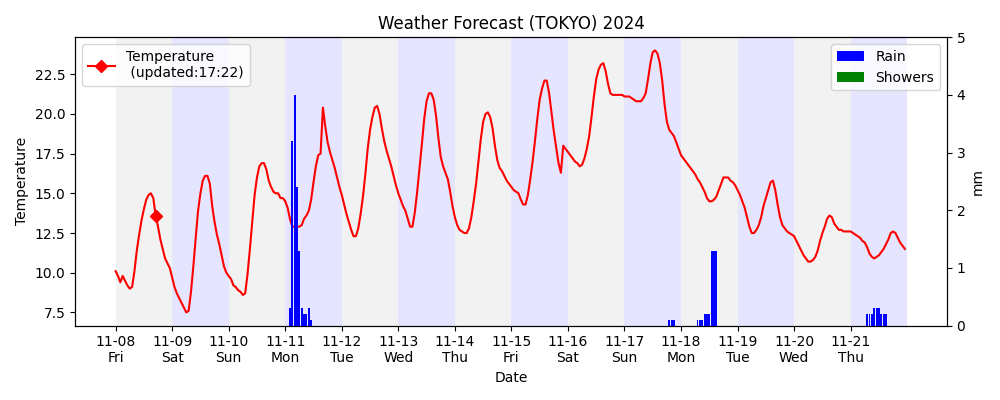 Weather Forecast (TOKYO) 2024
Temperature
(updated:17:22)
Rain
Showers
Temperature
22.5
20.0
17.5
15.0
12.5
10.0
7.5
5
4
3
2
1
0
mm
11-08 11-09 11-10 11-11 11-12 11-13 11-14 11-15 11-16 11-17 11-18 11-19 11-20 11-21
Fri Sat Sun Mon Tue Wed Thu Fri Sat Sun Mon Tue Wed Thu
Date